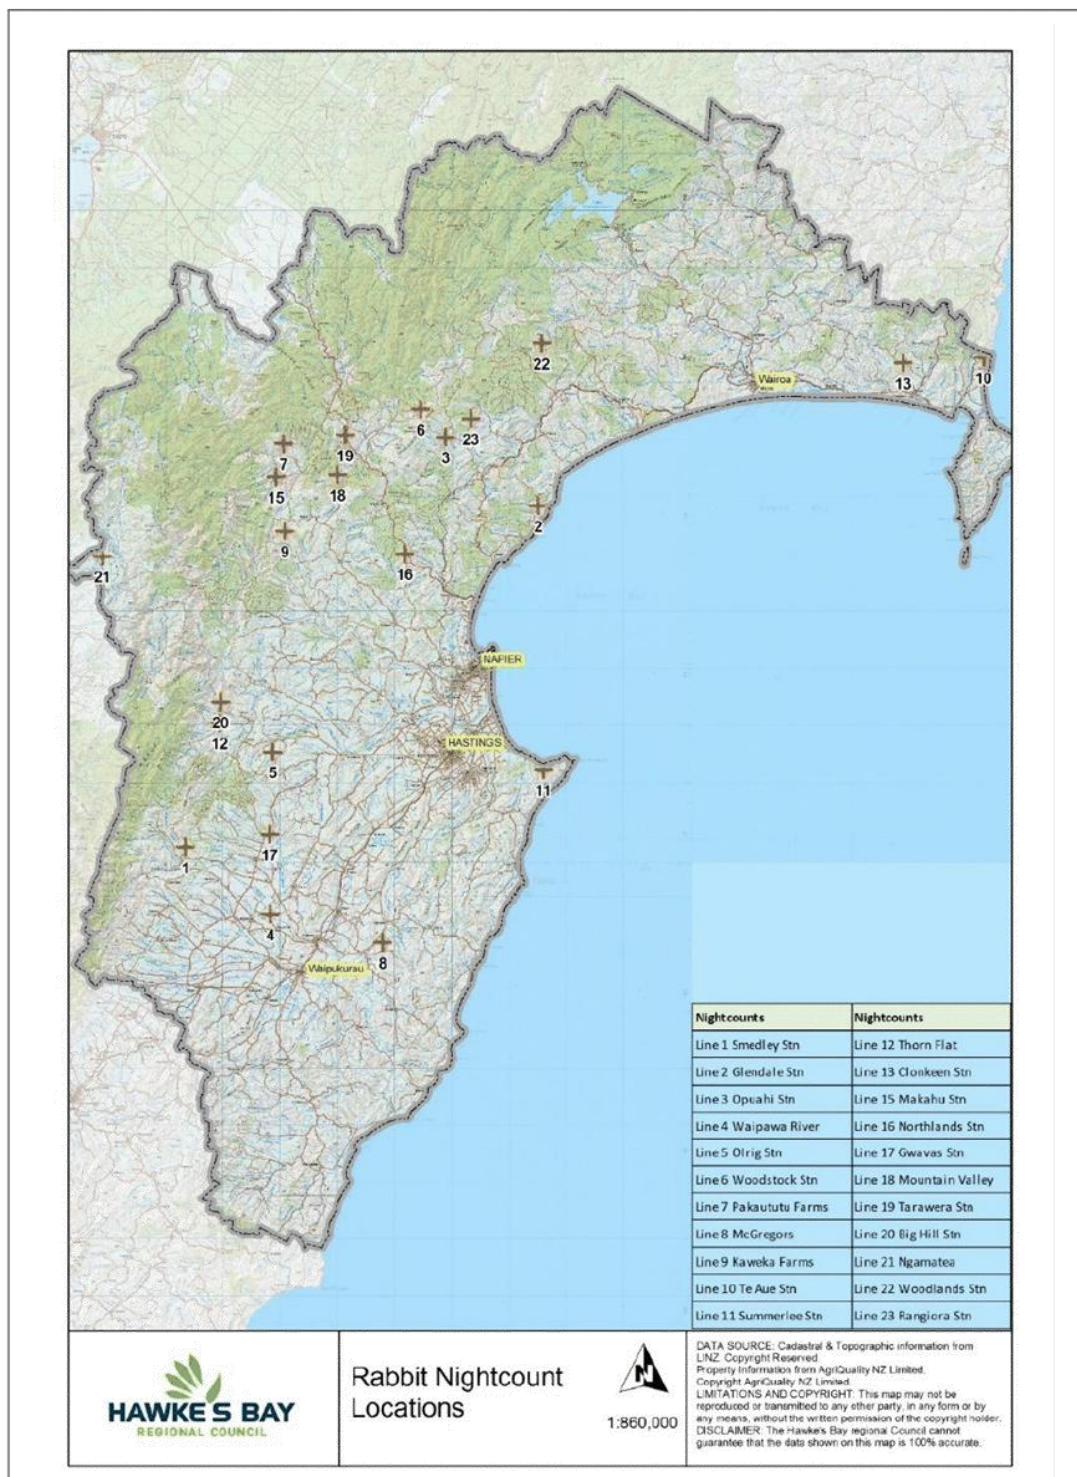 22
Wairoa
13
10
6
23
3
19
7
15
18
2
9
16
21
NAPIER
20
12
HASTINGS
5
11
17
1
4
8
Waipukurau
Nightcounts Nightcounts
Line 1 Smedley Stn Line 12 Thorn Flat
Line 2 Glendale Stn Line 13 Clonkeen Stn
Line 3 Opuahi Stn Line 15 Makahu Stn
Line 4 Waipawa River Line 16 Northlands Stn
Line 5 Olrig Stn Line 17 Gwavas Stn
Line 6 Woodstock Stn Line 18 Mountain Valley
Line 7 Pakaututu Farms Line 19 Tarawera Stn
Line 8 McGregors Line 20 Big Hill Stn
Line 9 Kaweka Farms Line 21 Ngamatea
Line 10 Te Aue Stn Line 22 Woodlands Stn
Line 11 Summerlee Stn Line 23 Rangiora Stn
HAWKE'S BAY
REGIONAL COUNCIL
Rabbit Nightcount
Locations
N
1:860,000
DATA SOURCE: Cadastral & Topographic information from
LINZ. Copyright Reserved.
Property Information from AgriQuality NZ Limited.
Copyright AgriQuality NZ Limited.
LIMITATIONS AND COPYRIGHT: This map may not be
reproduced or transmitted to any other party, in any form or by
any means, without the written permission of the copyright holder.
DISCLAIMER: The Hawke's Bay regional Council cannot
guarantee that the data shown on this map is 100% accurate.